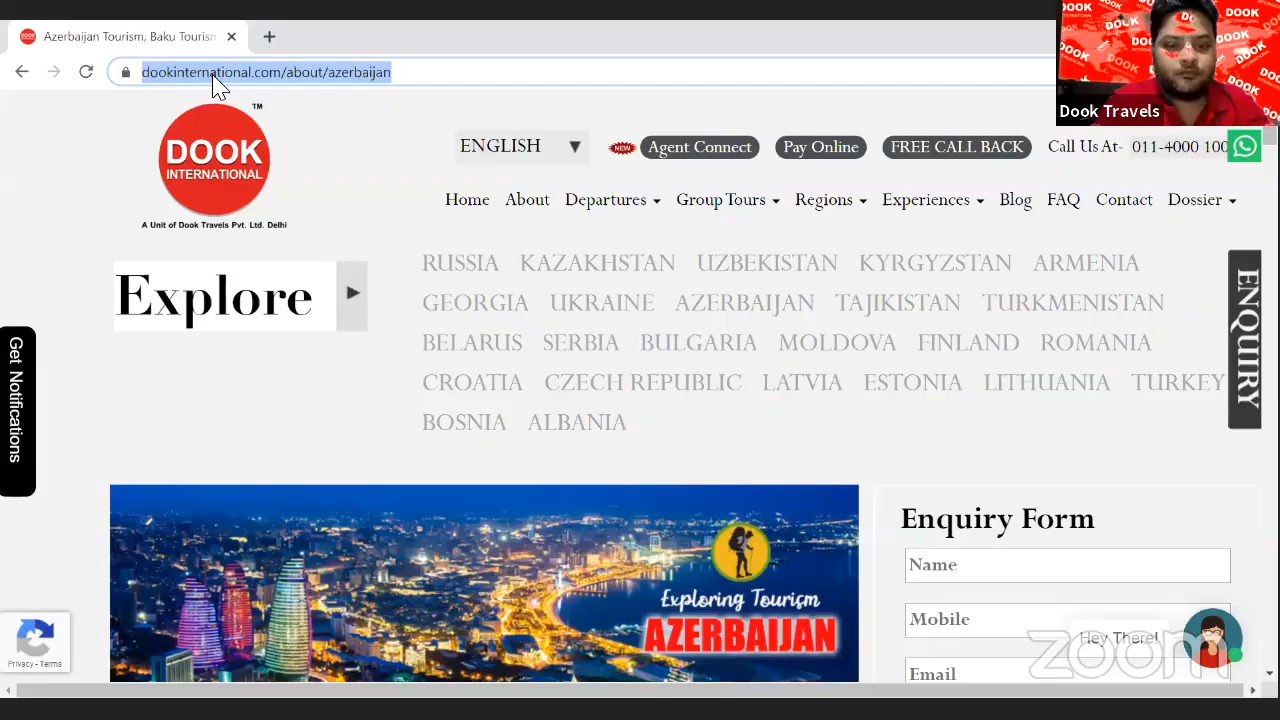 Azerbaijan Tourism, Baku Tourism
dookinternational.com/about/azerbaijan
DOOK
INTERNATIONAL
TM
A Unit of Dook Travels Pvt. Ltd. Delhi
ENGLISH ▼ NEW Agent Connect Pay Online FREE CALL BACK Call Us At- 011-4000 100
Home About Departures Group Tours Regions Experiences Blog FAQ Contact Dossier
Explore
RUSSIA KAZAKHSTAN UZBEKISTAN KYRGYZSTAN ARMENIA
GEORGIA UKRAINE AZERBAIJAN TAJIKISTAN TURKMENISTAN
BELARUS SERBIA BULGARIA MOLDOVA FINLAND ROMANIA
CROATIA CZECH REPUBLIC LATVIA ESTONIA LITHUANIA TURKEY
BOSNIA ALBANIA
ENQUIRY
Get Notifications
Exploring Tourism
AZERBAIJAN
Enquiry Form
Name
Mobile
Email
Hey There!
Privacy - Terms
zoom
Dook Travels
DOOK